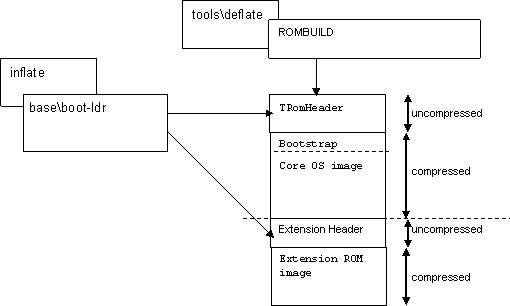 tools\deflate
ROMBUILD
inflate
base\boot-ldr
TRomHeader
uncompressed
Bootstrap
Core OS image
compressed
Extension Header
uncompressed
Extension ROM
image
compressed